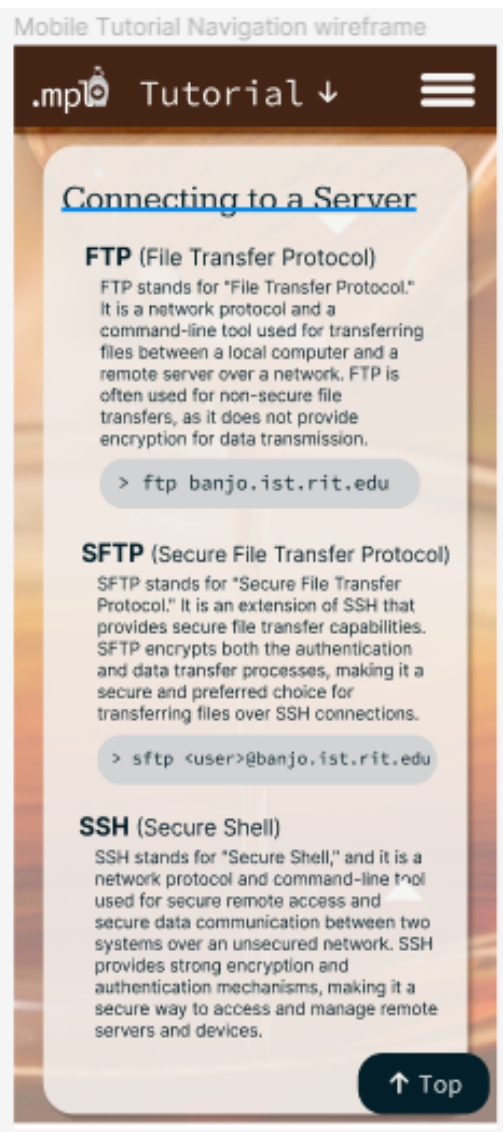 Mobile Tutorial Navigation wireframe
.mpl Tutorial ↓
Connecting to a Server
FTP (File Transfer Protocol)
FTP stands for "File Transfer Protocol."
It is a network protocol and a
command-line tool used for transferring
files between a local computer and a
remote server over a network. FTP is
often used for non-secure file
transfers, as it does not provide
encryption for data transmission.
> ftp banjo.ist.rit.edu
SFTP (Secure File Transfer Protocol)
SFTP stands for "Secure File Transfer
Protocol." It is an extension of SSH that
provides secure file transfer capabilities.
SFTP encrypts both the authentication
and data transfer processes, making it a
secure and preferred choice for
transferring files over SSH connections.
> sftp <user>@banjo.ist.rit.edu
SSH (Secure Shell)
SSH stands for "Secure Shell," and it is a
network protocol and command-line tool
used for secure remote access and
secure data communication between two
systems over an unsecured network. SSH
provides strong encryption and
authentication mechanisms, making it a
secure way to access and manage remote
servers and devices.
↑ Top